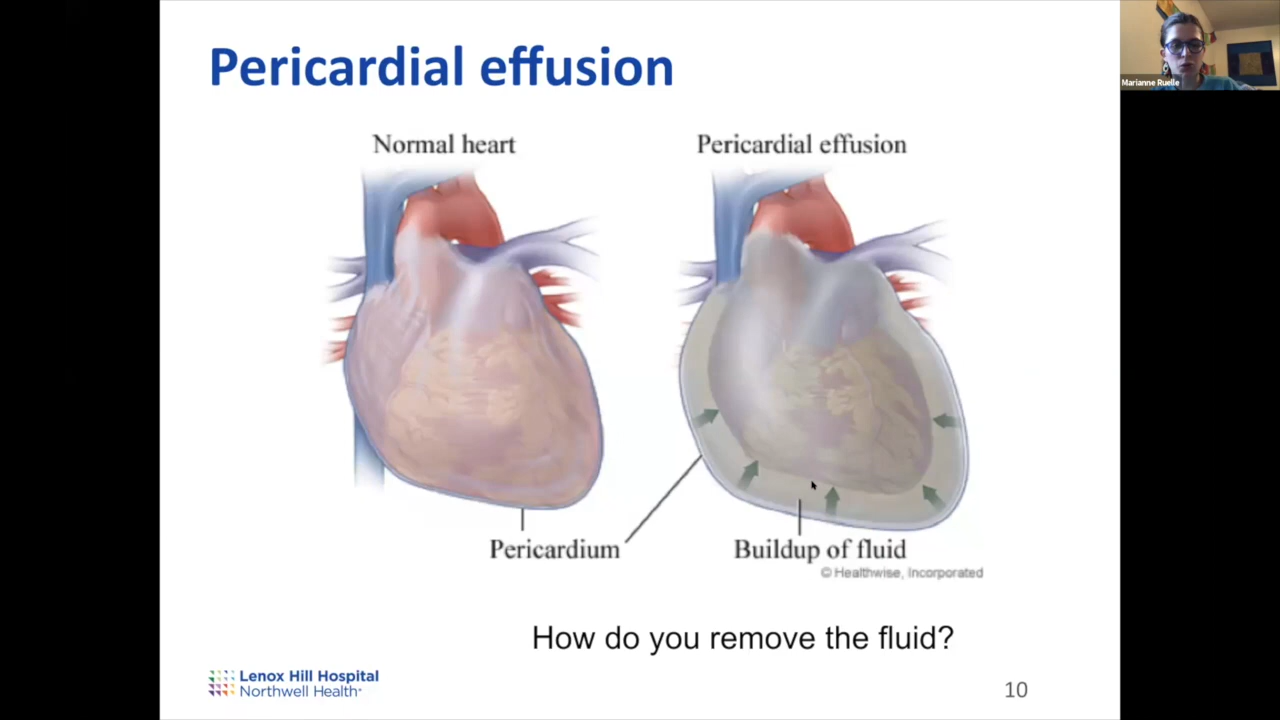 Pericardial effusion
Marianne Ruelle
Normal heart
Pericardial effusion
Pericardium
Buildup of fluid
© Healthwise, Incorporated
How do you remove the fluid?
Lenox Hill Hospital
Northwell Health
10